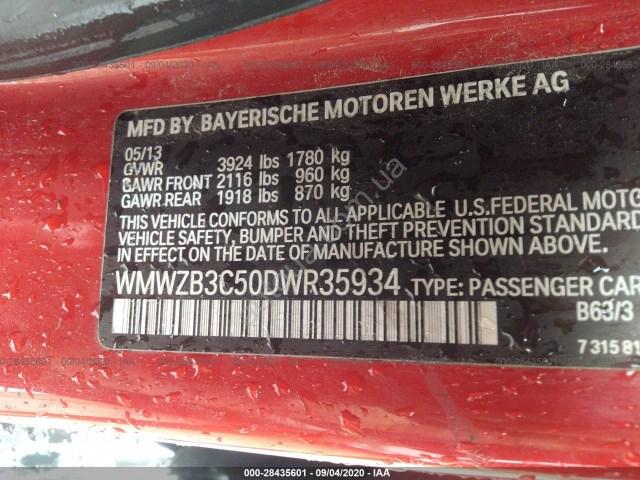 MFD BY BAYERISCHE MOTOREN WERKE AG
05/13
GVWR 3924 lbs 1780 kg
GAWR FRONT 2116 lbs 960 kg
GAWR REAR 1918 lbs 870 kg
THIS VEHICLE CONFORMS TO ALL APPLICABLE U.S.FEDERAL MOTO
VEHICLE SAFETY, BUMPER AND THEFT PREVENTION STANDARD
IN EFFECT ON THE DATE OF MANUFACTURE SHOWN ABOVE.
WMWZB3C50DWR35934 TYPE: PASSENGER CAR
B63/3
731581
000-28435601 - 09/04/2020 - IAA